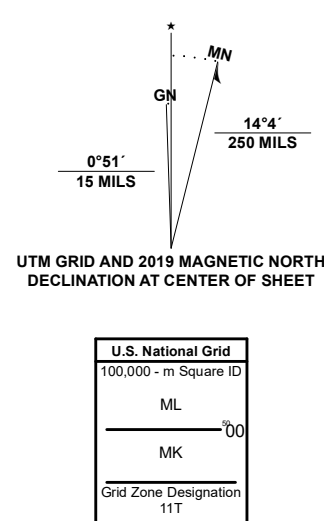 ★
MN
GN
14°4´
250 MILS
0°51´
15 MILS
UTM GRID AND 2019 MAGNETIC NORTH
DECLINATION AT CENTER OF SHEET
U.S. National Grid
100,000 - m Square ID
ML
⁵⁰00
MK
Grid Zone Designation
11T